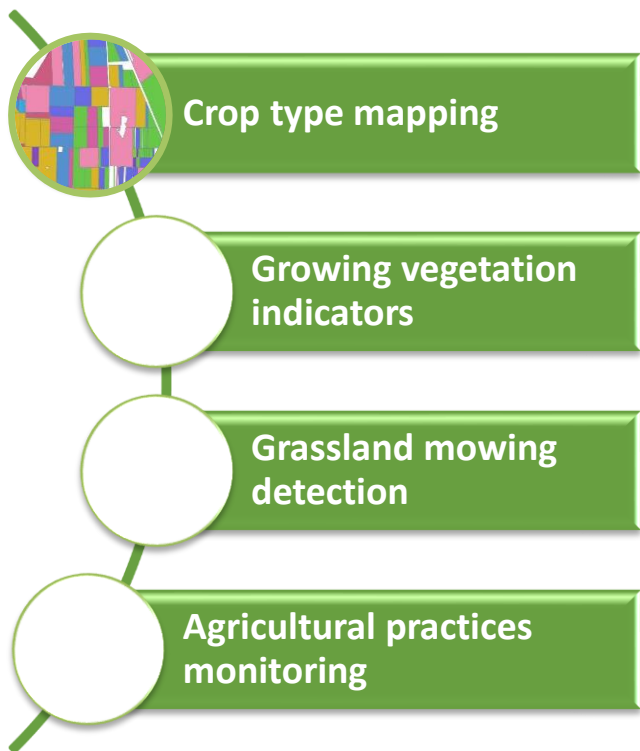 Crop type mapping
Growing vegetation
indicators
Grassland mowing
detection
Agricultural practices
monitoring